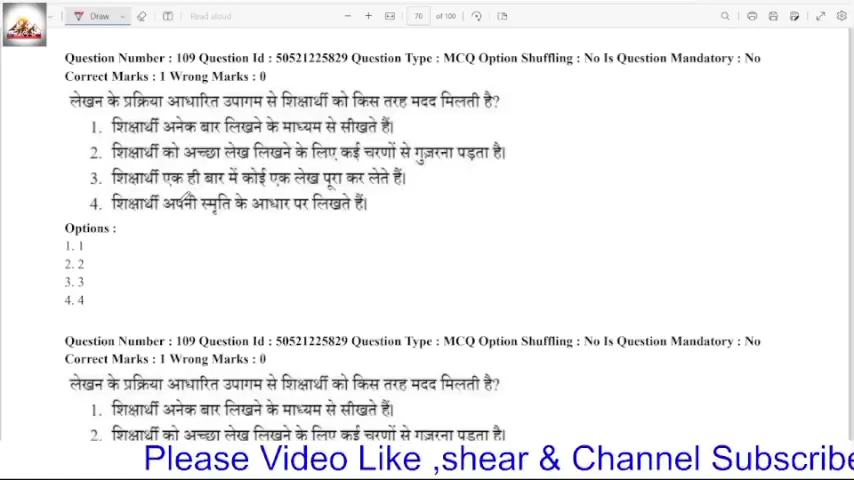 Draw
Read aloud
70 of 100
Question Number : 109 Question Id : 50521225829 Question Type : MCQ Option Shuffling : No Is Question Mandatory : No
Correct Marks : 1 Wrong Marks : 0
लेखन के प्रक्रिया आधारित उपागम से शिक्षार्थी को किस तरह मदद मिलती है?
1. शिक्षार्थी अनेक बार लिखने के माध्यम से सीखते हैं।
2. शिक्षार्थी को अच्छा लेख लिखने के लिए कई चरणों से गुज़रना पड़ता है।
3. शिक्षार्थी एक ही बार में कोई एक लेख पूरा कर लेते हैं।
4. शिक्षार्थी अपनी स्मृति के आधार पर लिखते हैं।
Options :
1. 1
2. 2
3. 3
4. 4
Question Number : 109 Question Id : 50521225829 Question Type : MCQ Option Shuffling : No Is Question Mandatory : No
Correct Marks : 1 Wrong Marks : 0
लेखन के प्रक्रिया आधारित उपागम से शिक्षार्थी को किस तरह मदद मिलती है?
1. शिक्षार्थी अनेक बार लिखने के माध्यम से सीखते हैं।
2. शिक्षार्थी को अच्छा लेख लिखने के लिए कई चरणों से गुज़रना पड़ता है।
Please Video Like ,shear & Channel Subscribe